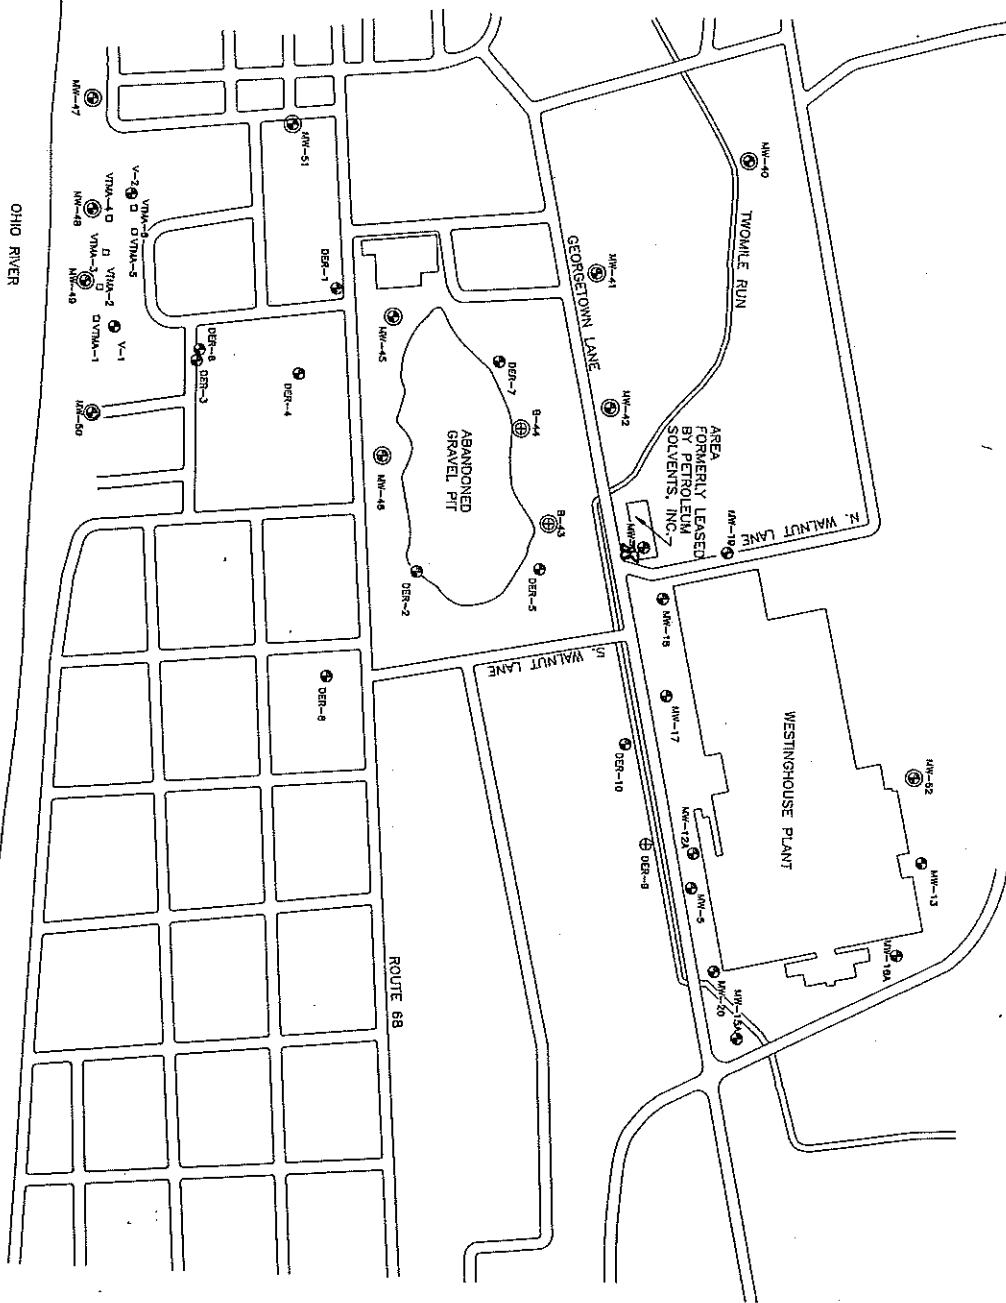 MW-40
TWOMILE RUN
MW-47
MW-51
V-2
VTMA-6
VTMA-5
VTMA-4
MW-48
VTMA-3
MW-49
VTMA-2
V-1
VTMA-1
OHIO RIVER
DER-1
MW-41
GEORGETOWN LANE
MW-45
DER-7
B-44
MW-42
AREA
FORMERLY LEASED
BY PETROLEUM
SOLVENTS, INC.
N. WALNUT LANE
MW-19
DER-3
DER-4
MW-50
ABANDONED
GRAVEL PIT
MW-46
B-43
DER-5
DER-2
MW-18
S. WALNUT LANE
MW-17
WESTINGHOUSE PLANT
MW-52
DER-10
DER-6
MW-12A
DER-9
MW-5
MW-13
MW-16A
MW-20
MW-15A
ROUTE 68